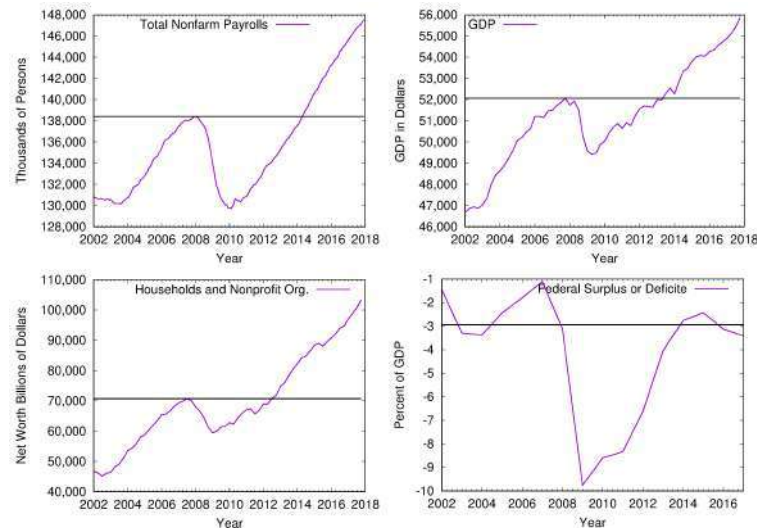 Total Nonfarm Payrolls
148,000
146,000
144,000
142,000
140,000
138,000
136,000
134,000
132,000
130,000
128,000
Thousands of Persons
2002 2004 2006 2008 2010 2012 2014 2016 2018
Year
GDP
56,000
55,000
54,000
53,000
52,000
51,000
50,000
49,000
48,000
47,000
46,000
GDP in Dollars
2002 2004 2006 2008 2010 2012 2014 2016 2018
Year
Households and Nonprofit Org.
110,000
100,000
90,000
80,000
70,000
60,000
50,000
40,000
Net Worth Billions of Dollars
2002 2004 2006 2008 2010 2012 2014 2016 2018
Year
Federal Surplus or Deficite
-1
-2
-3
-4
-5
-6
-7
-8
-9
-10
Percent of GDP
2002 2004 2006 2008 2010 2012 2014 2016
Year